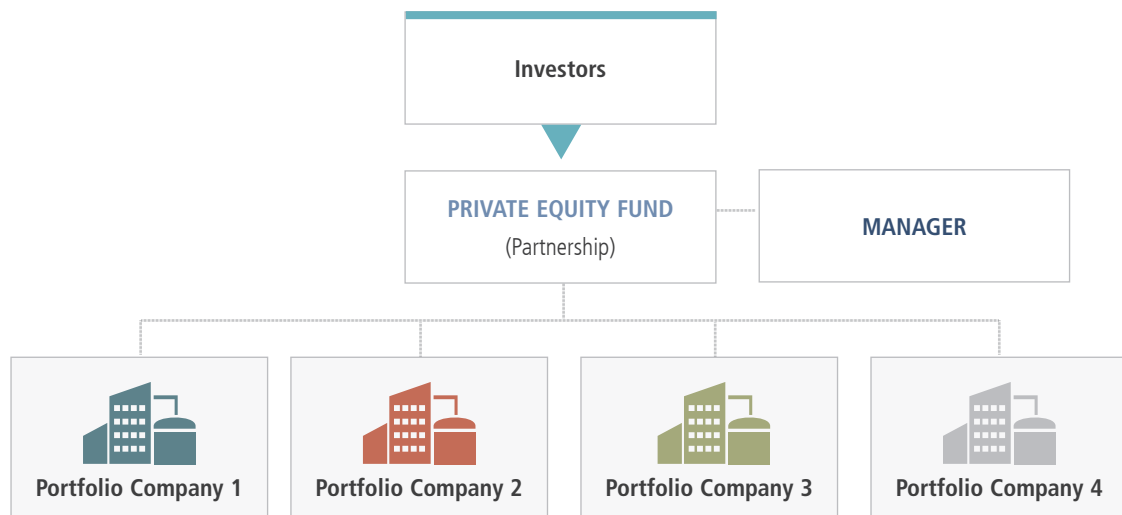 Investors
PRIVATE EQUITY FUND
(Partnership)
MANAGER
Portfolio Company 1
Portfolio Company 2
Portfolio Company 3
Portfolio Company 4